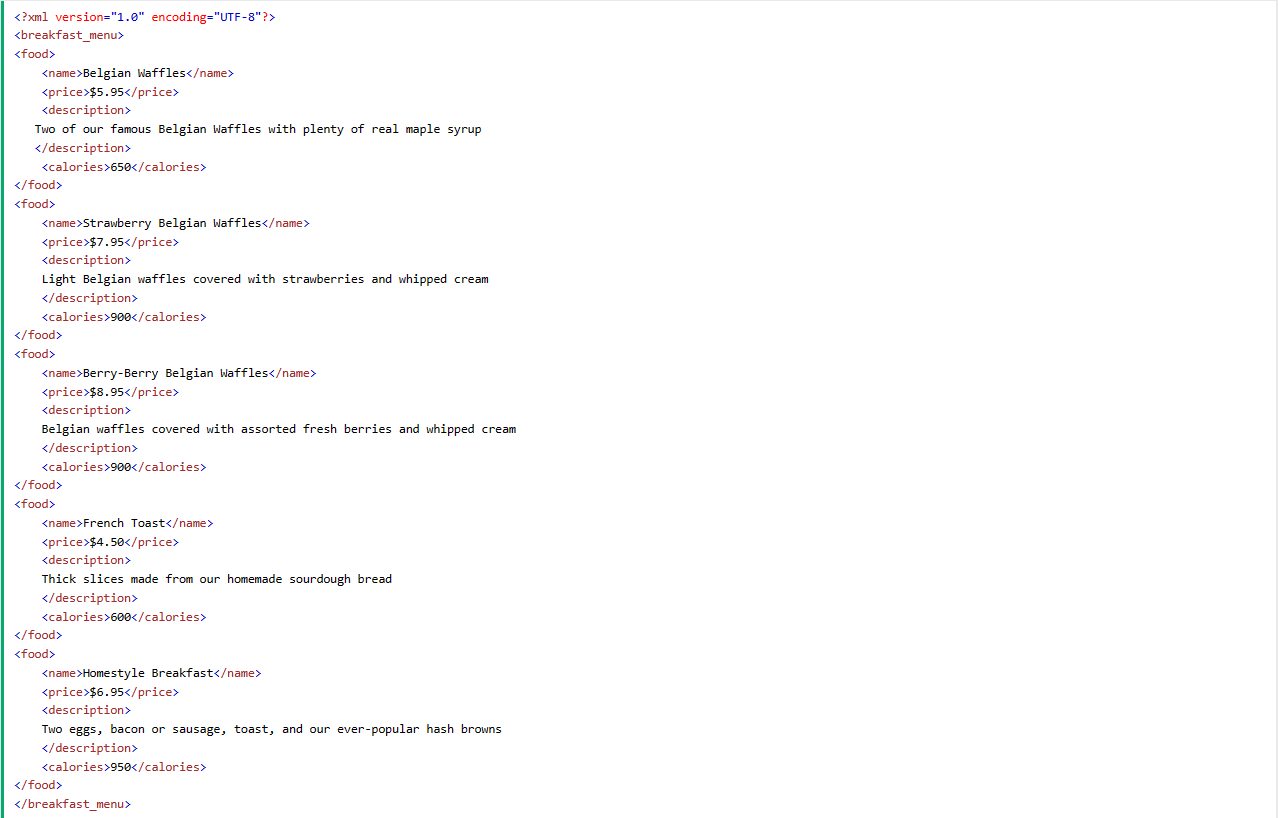 <?xml version="1.0" encoding="UTF-8"?>
<breakfast_menu>
<food>
    <name>Belgian Waffles</name>
    <price>$5.95</price>
    <description>
   Two of our famous Belgian Waffles with plenty of real maple syrup
   </description>
    <calories>650</calories>
</food>
<food>
    <name>Strawberry Belgian Waffles</name>
    <price>$7.95</price>
    <description>
    Light Belgian waffles covered with strawberries and whipped cream
    </description>
    <calories>900</calories>
</food>
<food>
    <name>Berry-Berry Belgian Waffles</name>
    <price>$8.95</price>
    <description>
    Belgian waffles covered with assorted fresh berries and whipped cream
    </description>
    <calories>900</calories>
</food>
<food>
    <name>French Toast</name>
    <price>$4.50</price>
    <description>
    Thick slices made from our homemade sourdough bread
    </description>
    <calories>600</calories>
</food>
<food>
    <name>Homestyle Breakfast</name>
    <price>$6.95</price>
    <description>
    Two eggs, bacon or sausage, toast, and our ever-popular hash browns
    </description>
    <calories>950</calories>
</food>
</breakfast_menu>